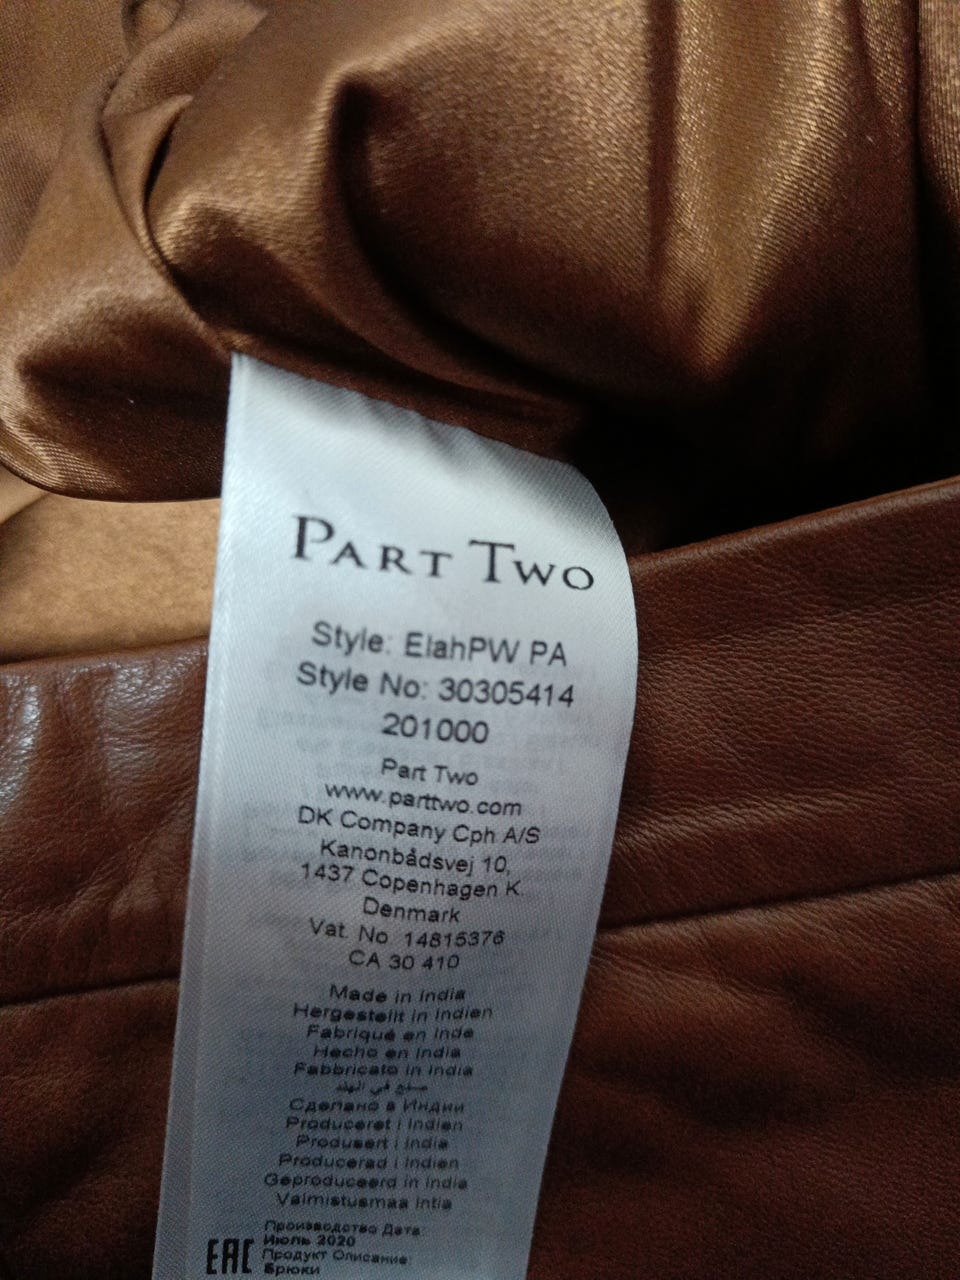 PART TWO
Style: ElahPW PA
Style No: 30305414
201000
Part Two
www.parttwo.com
DK Company Cph A/S
Kanonbådsvej 10,
1437 Copenhagen K.
Denmark
Vat. No. 14815376
CA 30 410
Made in India
Hergestellt in Indien
Fabriqué en Inde
Hecho en India
Fabbricato in India
صنع في الهند
Сделано в Индии
Produceret i Indien
Produsert i India
Producerad i Indien
Geproduceerd in India
Valmistusmaa Intia
Производство Дата:
Июль 2020
EAC Продукт Описание:
Брюки